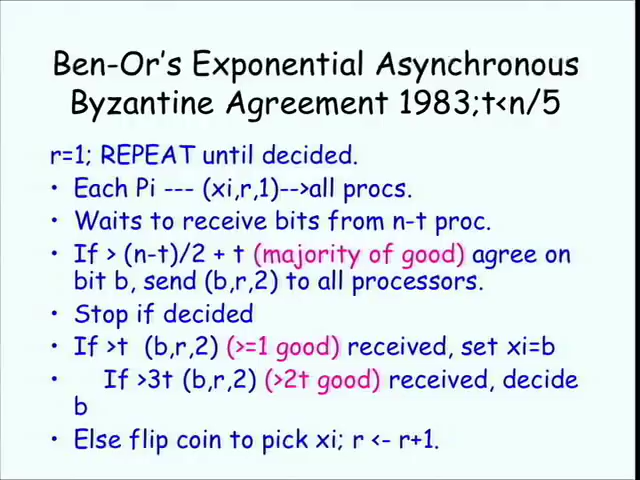 Ben-Or's Exponential Asynchronous
Byzantine Agreement 1983;t<n/5
r=1; REPEAT until decided.
• Each Pi --- (xi,r,1)-->all procs.
• Waits to receive bits from n-t proc.
• If > (n-t)/2 + t (majority of good) agree on
bit b, send (b,r,2) to all processors.
• Stop if decided
• If >t (b,r,2) (>=1 good) received, set xi=b
• If >3t (b,r,2) (>2t good) received, decide
b
• Else flip coin to pick xi; r <- r+1.